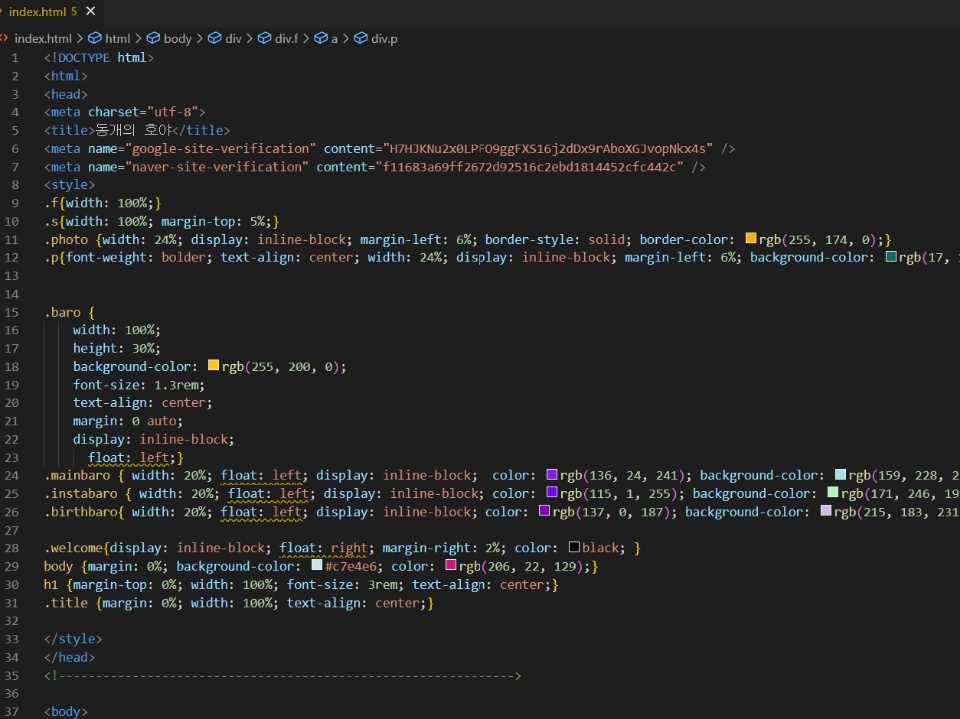 index.html 5 ✕
index.html > html > body > div > div.f > a > div.p
1 <!DOCTYPE html>
2 <html>
3 <head>
4 <meta charset="utf-8">
5 <title>동개의 호야</title>
6 <meta name="google-site-verification" content="H7HJKNu2x0LPFO9ggFXS16j2dDx9rAboXGJvopNkx4s" />
7 <meta name="naver-site-verification" content="f11683a69ff2672d92516c2ebd1814452cfc442c" />
8 <style>
9 .f{width: 100%;}
10 .s{width: 100%; margin-top: 5%;}
11 .photo {width: 24%; display: inline-block; margin-left: 6%; border-style: solid; border-color: rgb(255, 174, 0);}
12 .p{font-weight: bolder; text-align: center; width: 24%; display: inline-block; margin-left: 6%; background-color: rgb(17,
13
14
15 .baro {
16 width: 100%;
17 height: 30%;
18 background-color: rgb(255, 200, 0);
19 font-size: 1.3rem;
20 text-align: center;
21 margin: 0 auto;
22 display: inline-block;
23 float: left;}
24 .mainbaro { width: 20%; float: left; display: inline-block;  color: rgb(136, 24, 241); background-color: rgb(159, 228, 2
25 .instabaro { width: 20%; float: left; display: inline-block; color: rgb(115, 1, 255); background-color: rgb(171, 246, 19
26 .birthbaro{ width: 20%; float: left; display: inline-block; color: rgb(137, 0, 187); background-color: rgb(215, 183, 231
27
28 .welcome{display: inline-block; float: right; margin-right: 2%; color: black; }
29 body {margin: 0%; background-color: #c7e4e6; color: rgb(206, 22, 129);}
30 h1 {margin-top: 0%; width: 100%; font-size: 3rem; text-align: center;}
31 .title {margin: 0%; width: 100%; text-align: center;}
32
33 </style>
34 </head>
35 <!-------------------------------------------------------------->
36
37 <body>